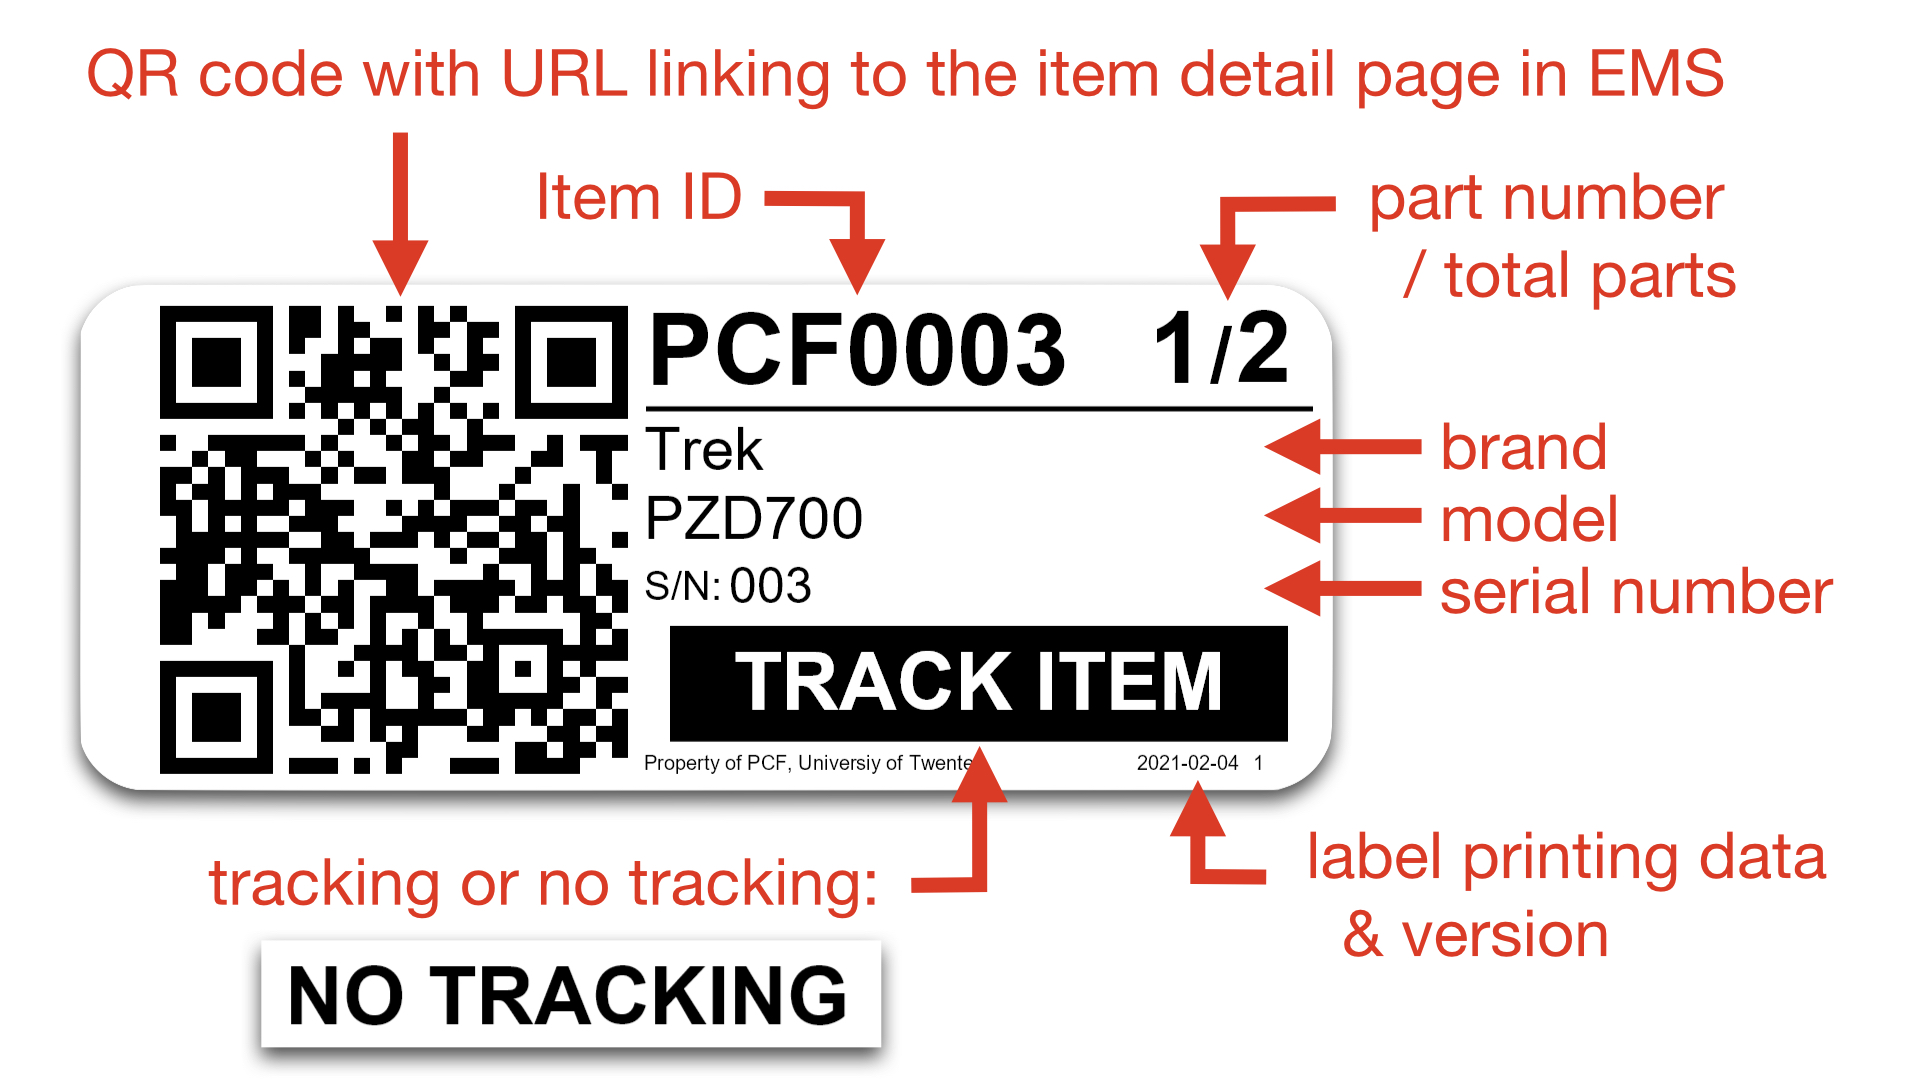 QR code with URL linking to the item detail page in EMS
Item ID
part number
/ total parts
PCF0003 1/2
Trek
brand
PZD700
model
S/N: 003
serial number
TRACK ITEM
Property of PCF, Universiy of Twente
2021-02-04 1
tracking or no tracking:
label printing data
& version
NO TRACKING